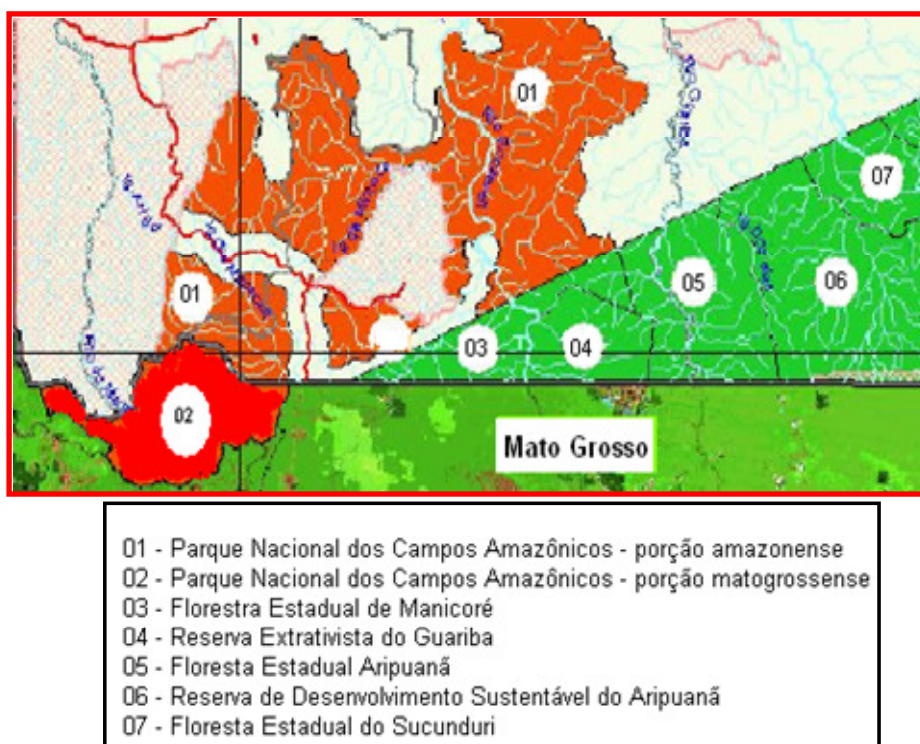 01
07
05
06
01
03
04
02
Mato Grosso
01 - Parque Nacional dos Campos Amazônicos - porção amazonense
02 - Parque Nacional dos Campos Amazônicos - porção matogrossense
03 - Florestra Estadual de Manicoré
04 - Reserva Extrativista do Guariba
05 - Floresta Estadual Aripuanã
06 - Reserva de Desenvolvimento Sustentável do Aripuanã
07 - Floresta Estadual do Sucunduri